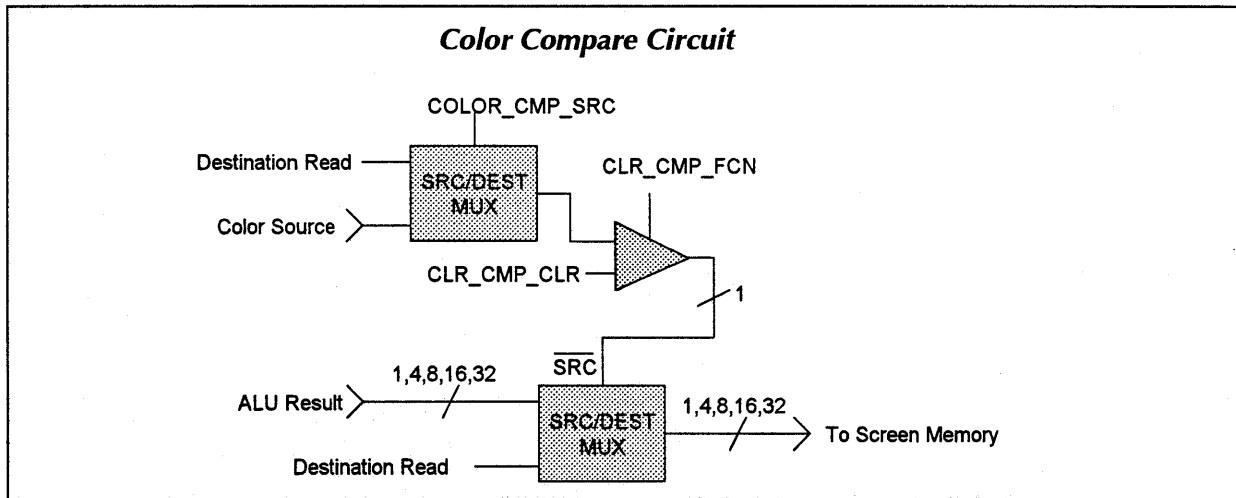 Color Compare Circuit
COLOR_CMP_SRC
Destination Read
CLR_CMP_FCN
SRC/DEST
MUX
Color Source
CLR_CMP_CLR
1
SRC
1,4,8,16,32
1,4,8,16,32
ALU Result
SRC/DEST
MUX
To Screen Memory
Destination Read